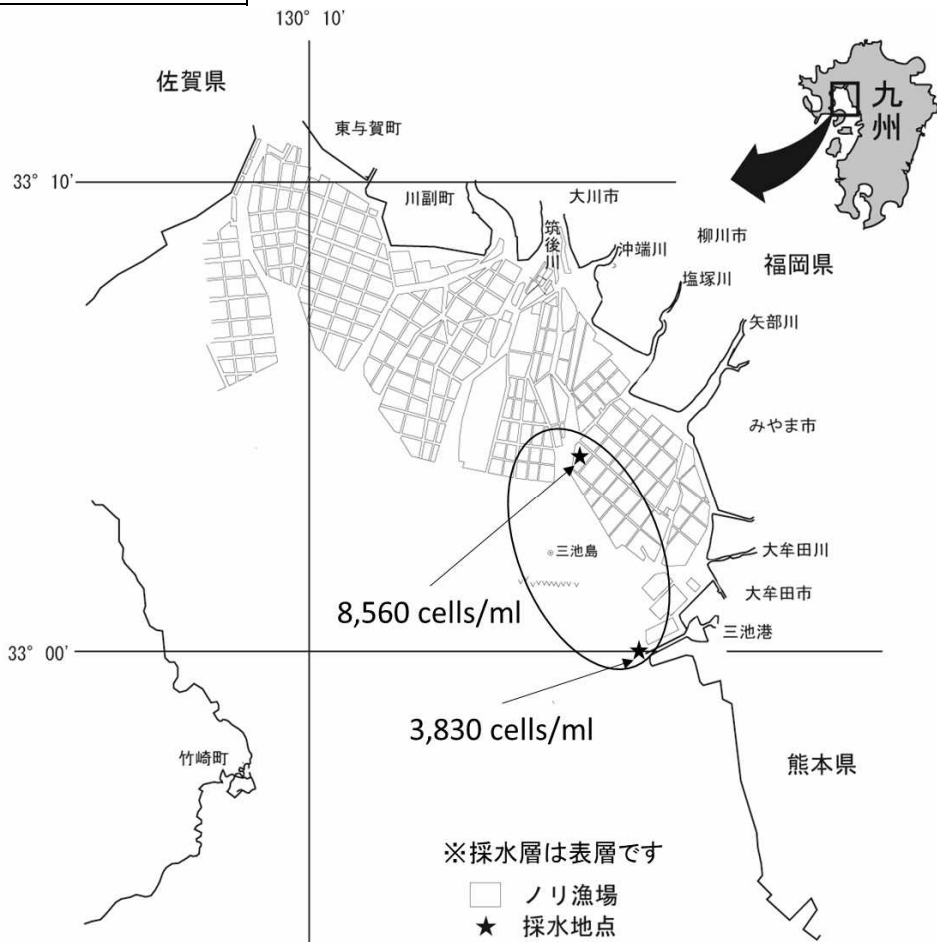 130° 10'
佐賀県
九州
東与賀町
33° 10'
川副町
大川市
筑後川
柳川市
沖端川
福岡県
塩塚川
矢部川
みやま市
三池島
大牟田川
大牟田市
8,560 cells/ml
三池港
33° 00'
3,830 cells/ml
竹崎町
熊本県
※採水層は表層です
ノリ漁場
★ 採水地点